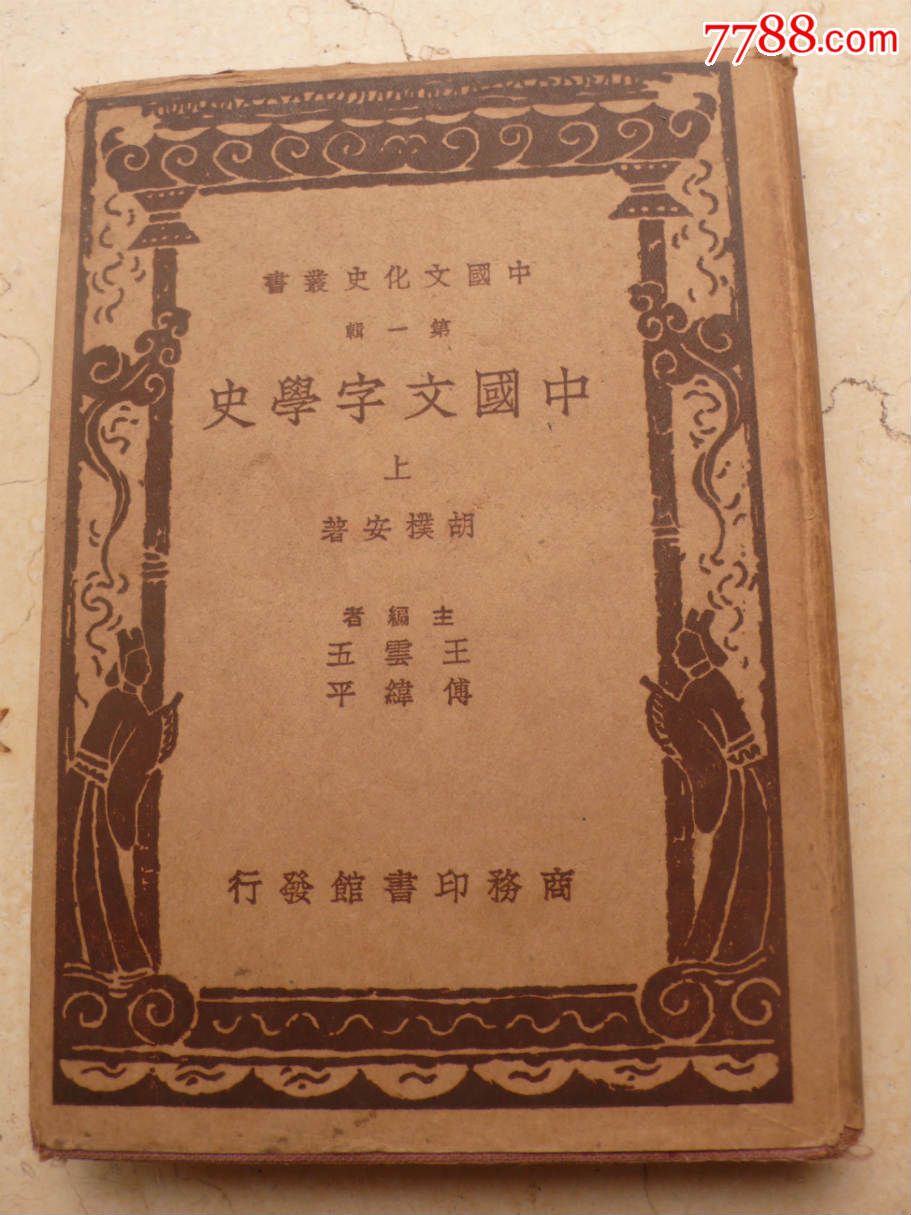 7788.com
中國文化史叢書
第一輯
中國文字學史
上
胡樸安著
主編者
王雲五
傅緯平
商務印書館發行